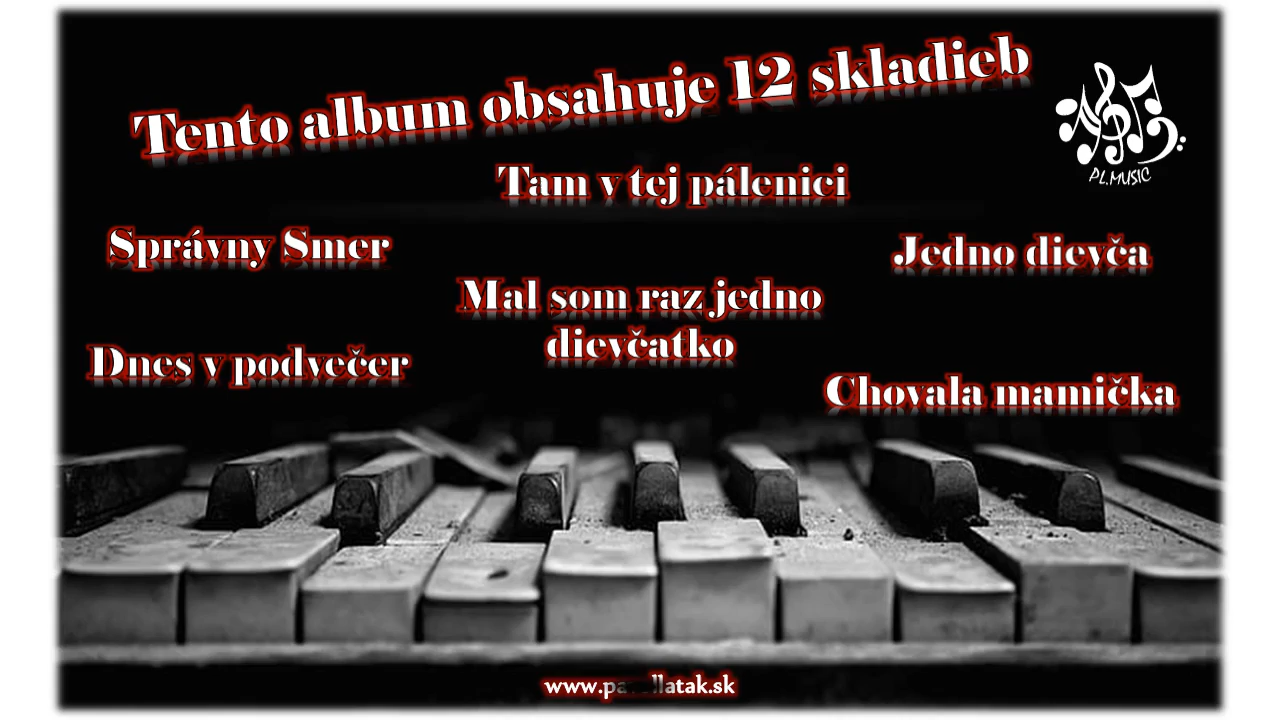 Tento album obsahuje 12 skladieb
PL.MUSIC
Tam v tej pálenici
Správny Smer
Jedno dievča
Mal som raz jedno
dievčatko
Dnes v podvečer
Chovala mamička